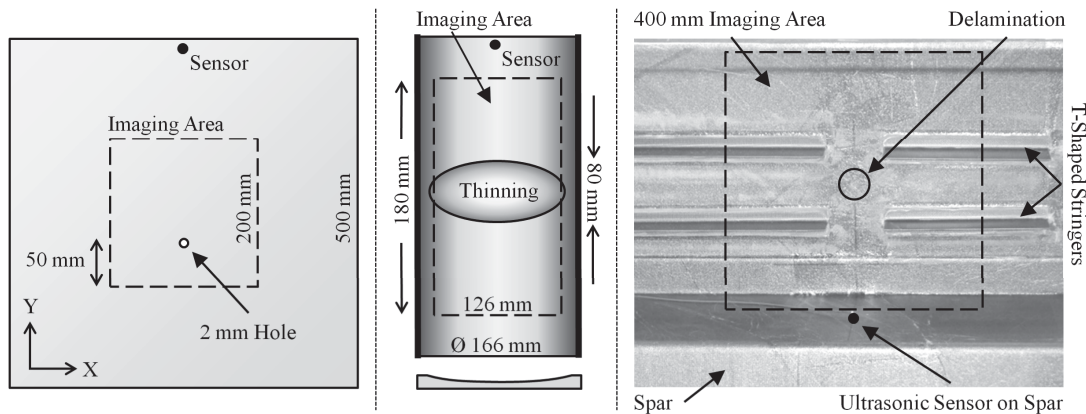 Sensor
Imaging Area
200 mm
500 mm
50 mm
2 mm Hole
Y
X
Imaging Area
Sensor
180 mm
Thinning
80 mm
126 mm
Ø 166 mm
400 mm Imaging Area
Delamination
T-Shaped Stringers
Spar
Ultrasonic Sensor on Spar